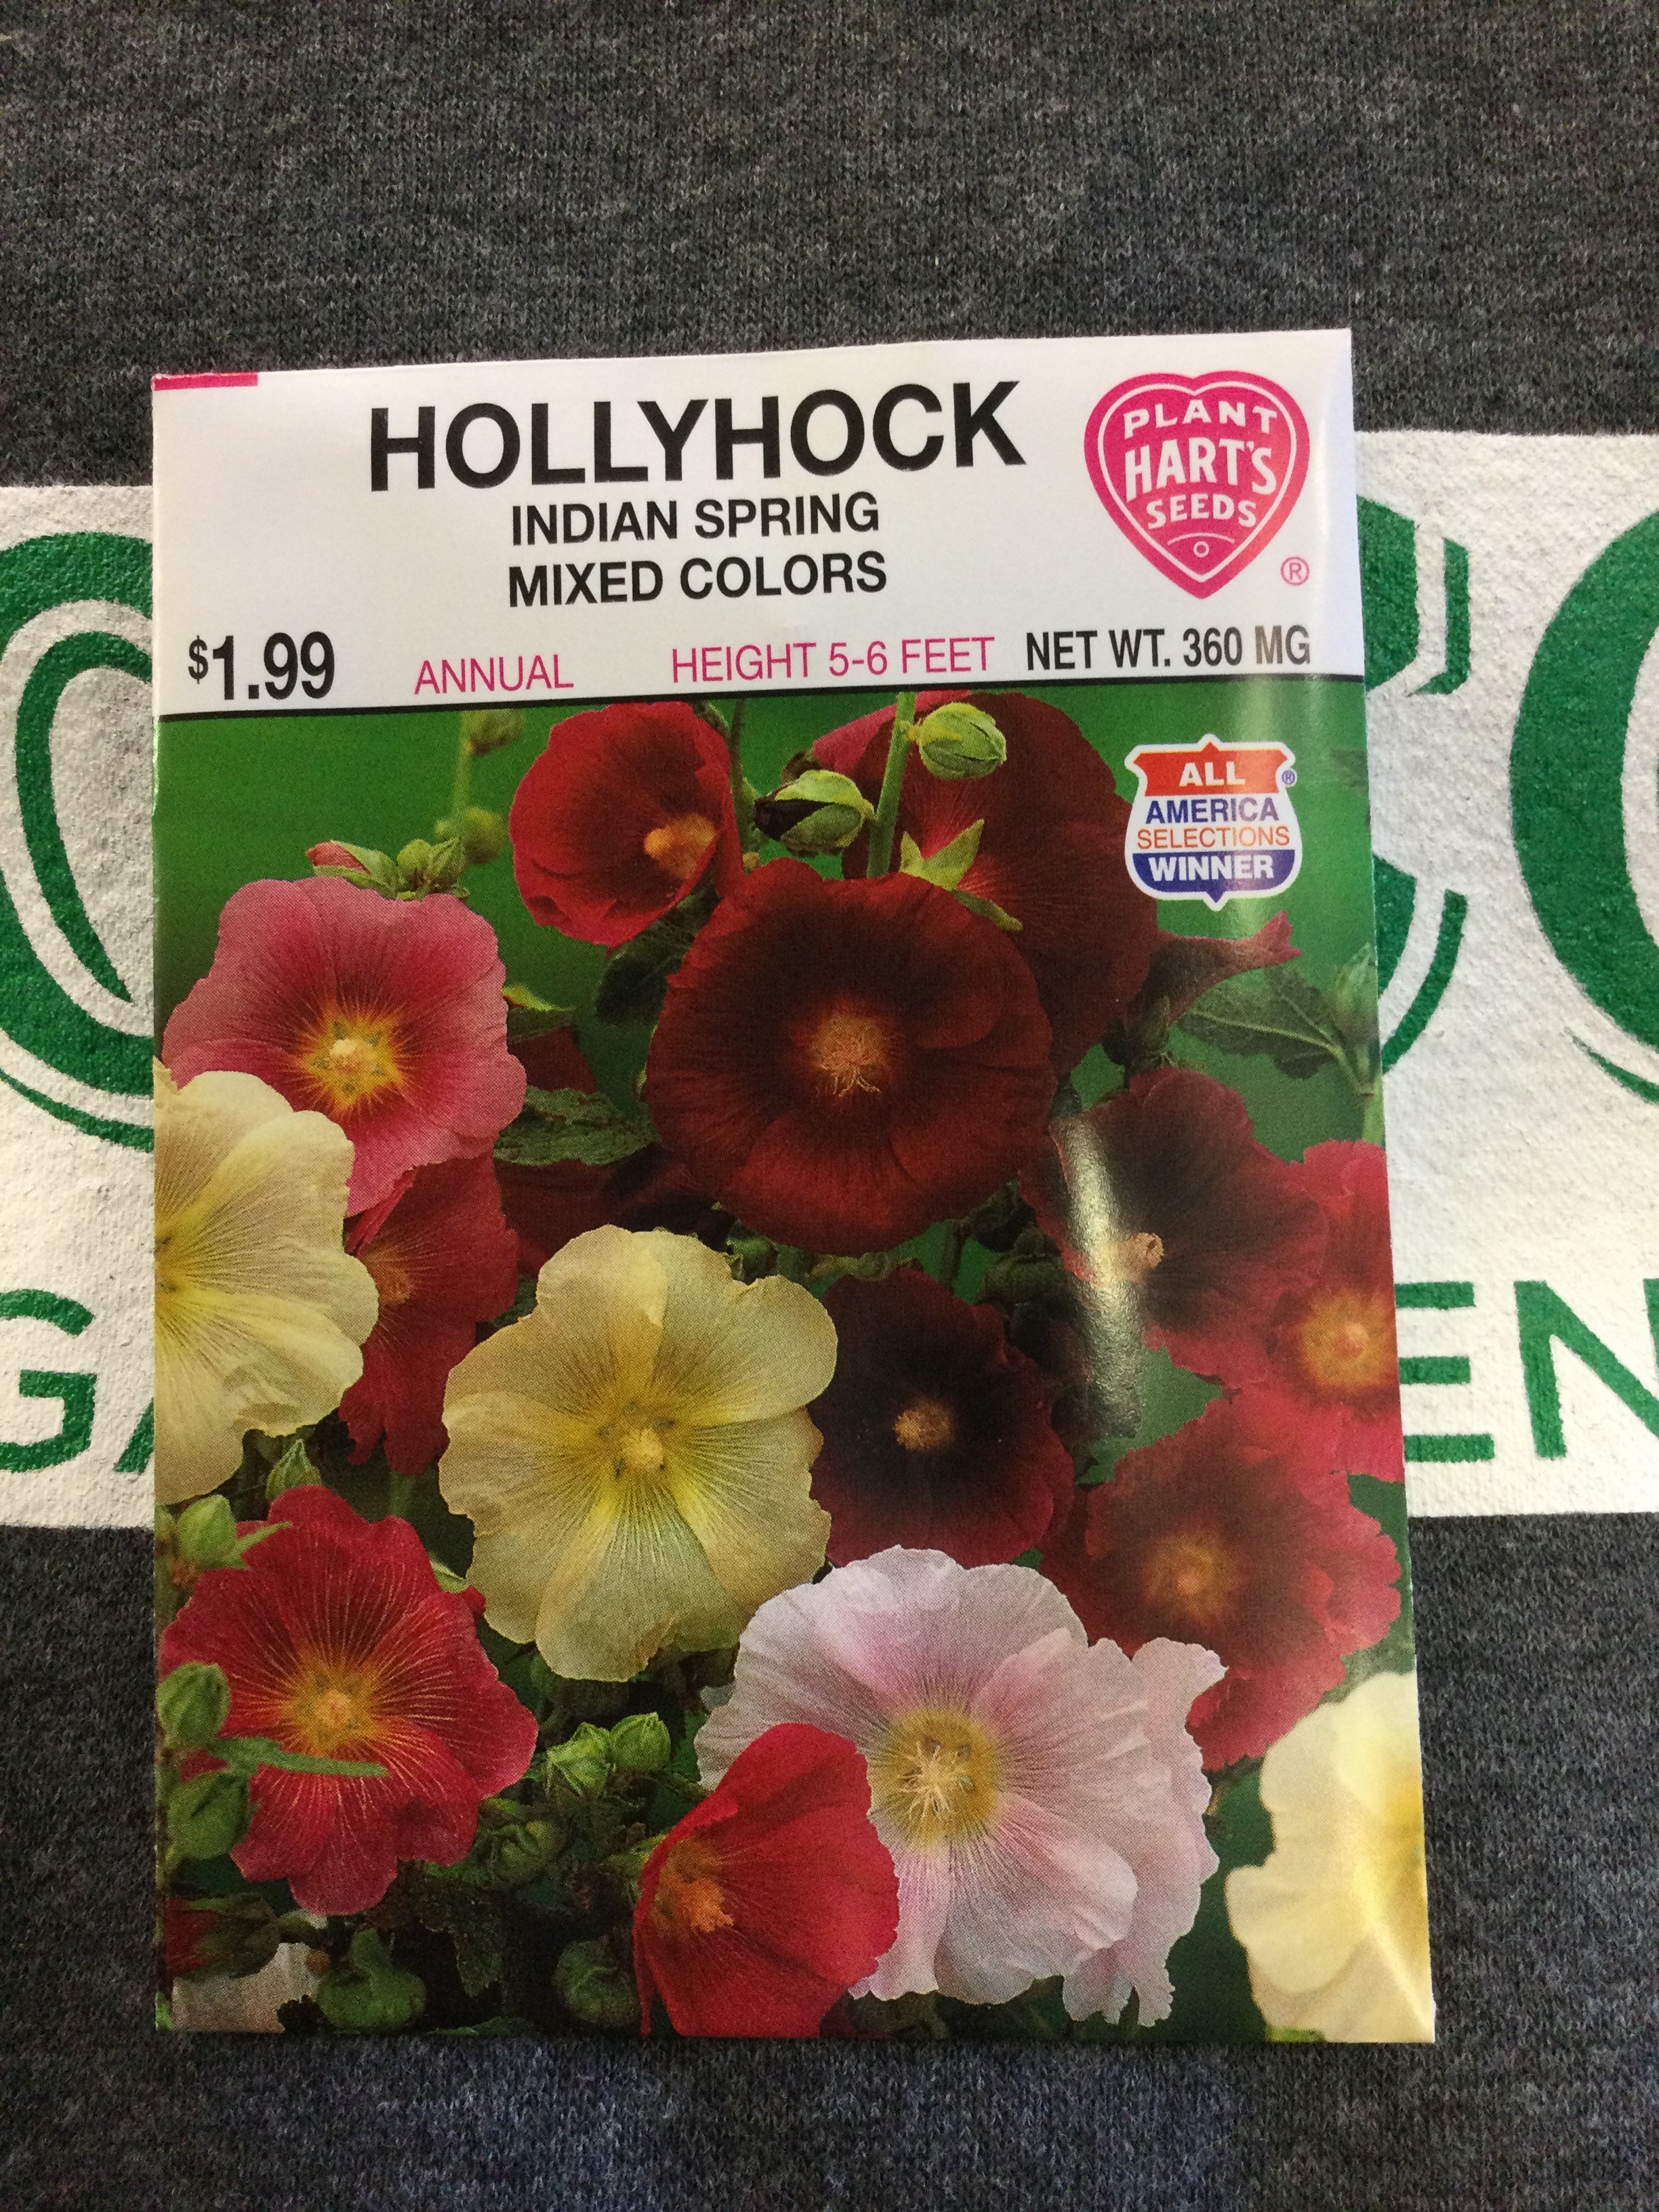 HOLLYHOCK
INDIAN SPRING
MIXED COLORS
PLANT
HART'S
SEEDS
®
$1.99 ANNUAL HEIGHT 5-6 FEET NET WT. 360 MG
ALL
AMERICA
SELECTIONS
WINNER
®